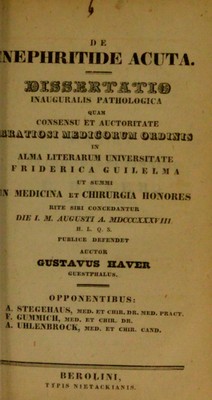 DE
NEPHRITIDE ACUTA.
DISSERTATIO
INAUGURALIS PATHOLOGICA
QUAM
CONSENSU ET AUCTORITATE
GRATIOSI MEDICORUM ORDINIS
IN
ALMA LITERARUM UNIVERSITATE
FRIDERICA GUILELMA
UT SUMMI
IN MEDICINA ET CHIRURGIA HONORES
RITE SIBI CONCEDANTUR
DIE I. M. AUGUSTI A. MDCCCXXXVIII
H. L. Q. S.
PUBLICE DEFENDET
AUCTOR
GUSTAVUS HAVER
GUESTPHALUS.
OPPONENTIBUS:
A. STEGEHAUS, MED. ET CHIR. DR. MED. PRACT.
F. GUMMICH, MED. ET CHIR. DR.
A. UHLENBROCK, MED. ET CHIR. CAND.
BEROLINI,
TYPIS NIETACKIANIS.